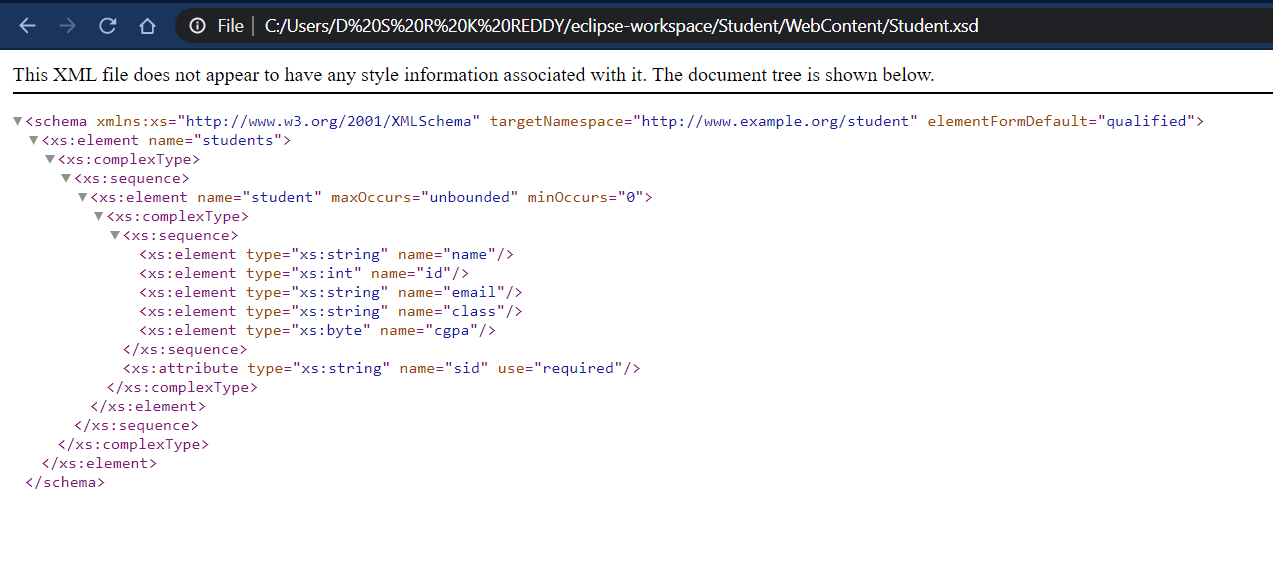 File | C:/Users/D%20S%20R%20K%20REDDY/eclipse-workspace/Student/WebContent/Student.xsd
This XML file does not appear to have any style information associated with it. The document tree is shown below.
▼<schema xmlns:xs="http://www.w3.org/2001/XMLSchema" targetNamespace="http://www.example.org/student" elementFormDefault="qualified">
▼<xs:element name="students">
▼<xs:complexType>
▼<xs:sequence>
▼<xs:element name="student" maxOccurs="unbounded" minOccurs="0">
▼<xs:complexType>
▼<xs:sequence>
<xs:element type="xs:string" name="name"/>
<xs:element type="xs:int" name="id"/>
<xs:element type="xs:string" name="email"/>
<xs:element type="xs:string" name="class"/>
<xs:element type="xs:byte" name="cgpa"/>
</xs:sequence>
<xs:attribute type="xs:string" name="sid" use="required"/>
</xs:complexType>
</xs:element>
</xs:sequence>
</xs:complexType>
</xs:element>
</schema>